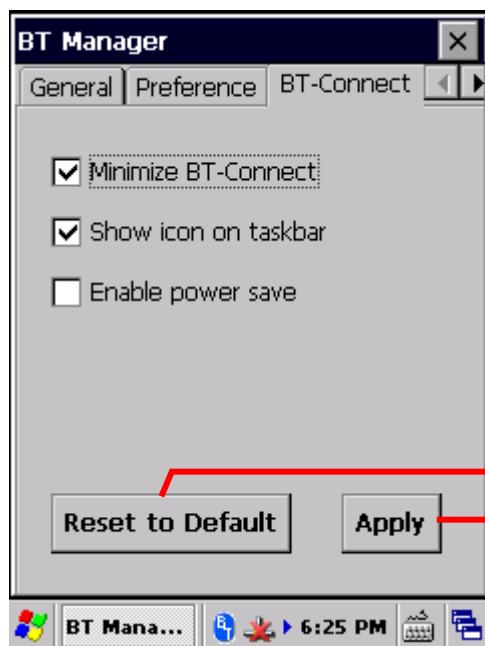 BT Manager
General Preference BT-Connect
Minimize BT-Connect
Show icon on taskbar
Enable power save
Reset to Default Apply
BT Mana... 6:25 PM